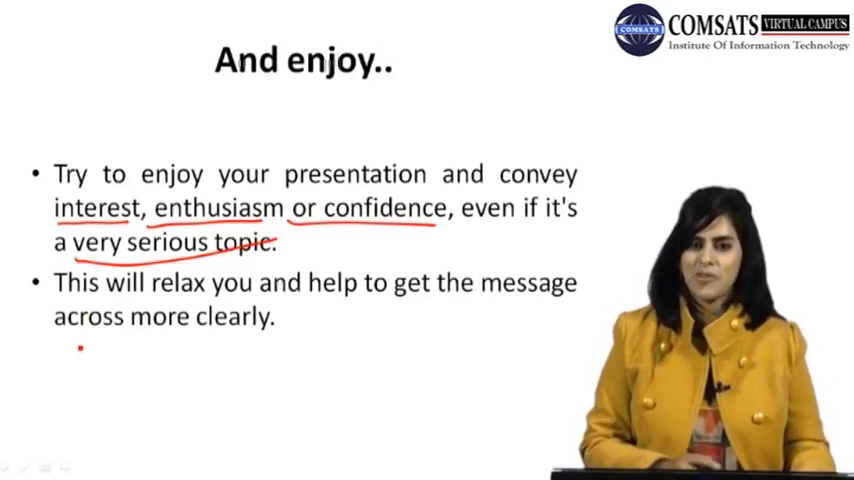 COMSATS VIRTUAL CAMPUS
COMSATS
Institute Of Information Technology
And enjoy..
• Try to enjoy your presentation and convey
interest, enthusiasm or confidence, even if it's
a very serious topic.
• This will relax you and help to get the message
across more clearly.